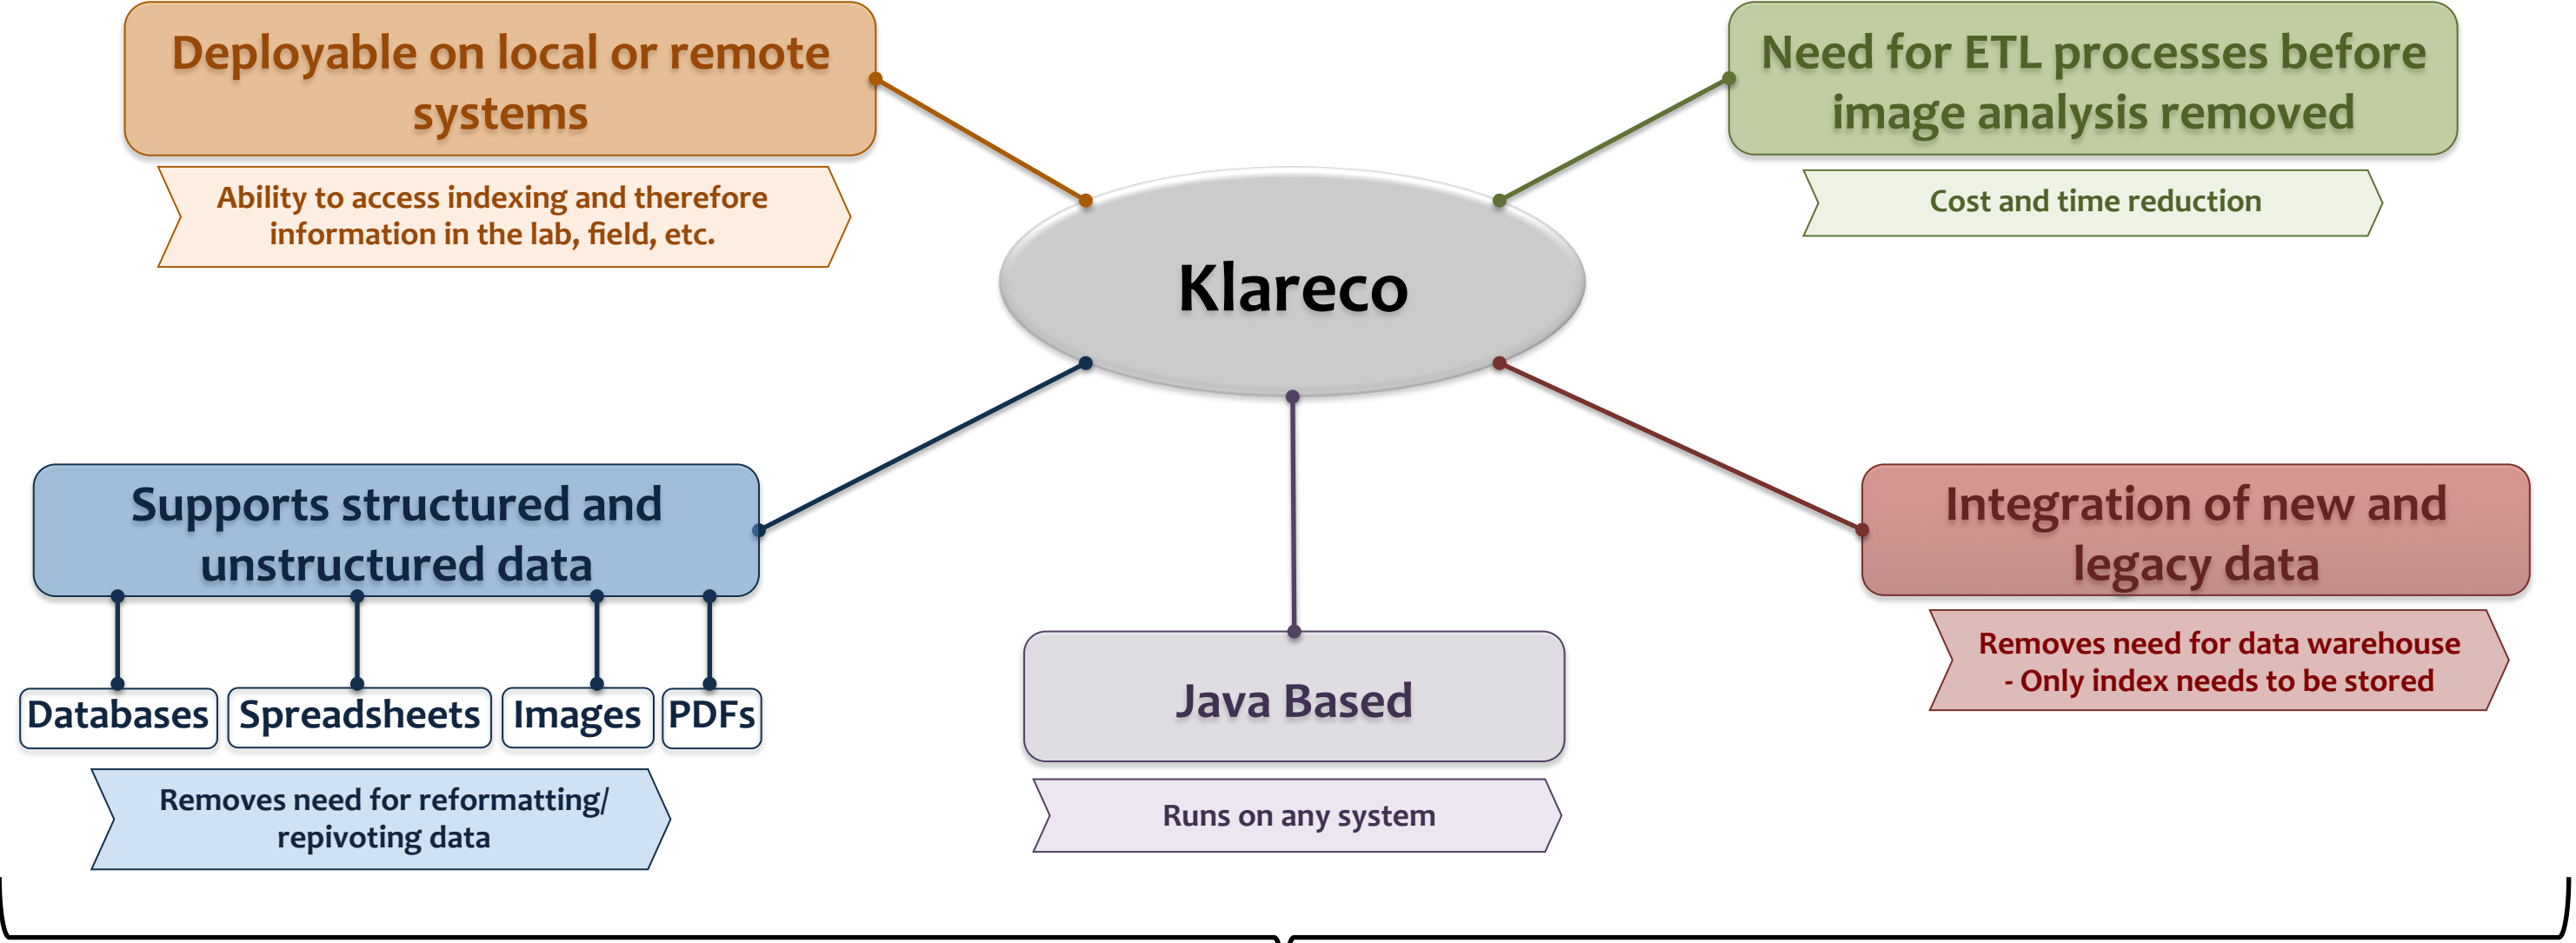 Deployable on local or remote
systems
Ability to access indexing and therefore
information in the lab, field, etc.
Need for ETL processes before
image analysis removed
Cost and time reduction
Klareco
Supports structured and
unstructured data
Databases
Spreadsheets
Images
PDFs
Removes need for reformatting/
repivoting data
Java Based
Runs on any system
Integration of new and
legacy data
Removes need for data warehouse
- Only index needs to be stored